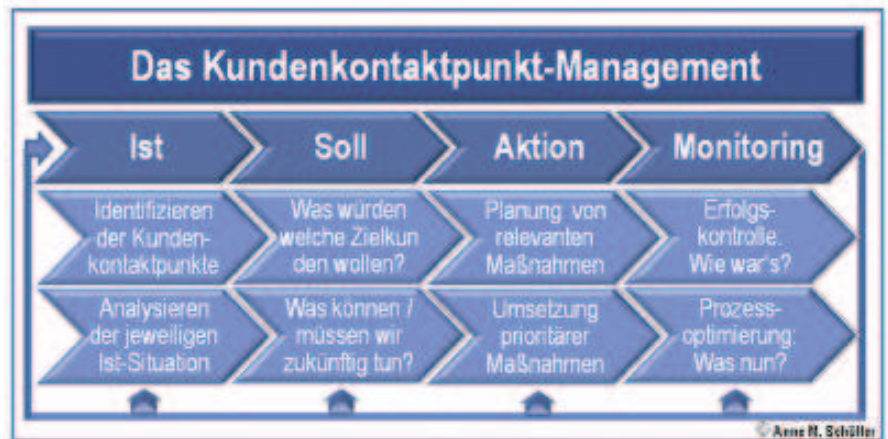 Das Kundenkontaktpunkt-Management
Ist
Soll
Aktion
Monitoring
Identifizieren
der Kunden-
kontaktpunkte
Was würden
welche Zielkun
den wollen?
Planung von
relevanten
Maßnahmen
Erfolgs-
kontrolle.
Wie war's?
Analysieren
der jeweiligen
Ist-Situation
Was können /
müssen wir
zukünftig tun?
Umsetzung
prioritärer
Maßnahmen
Prozess-
optimierung:
Was nun?
© Anne M. Schüller